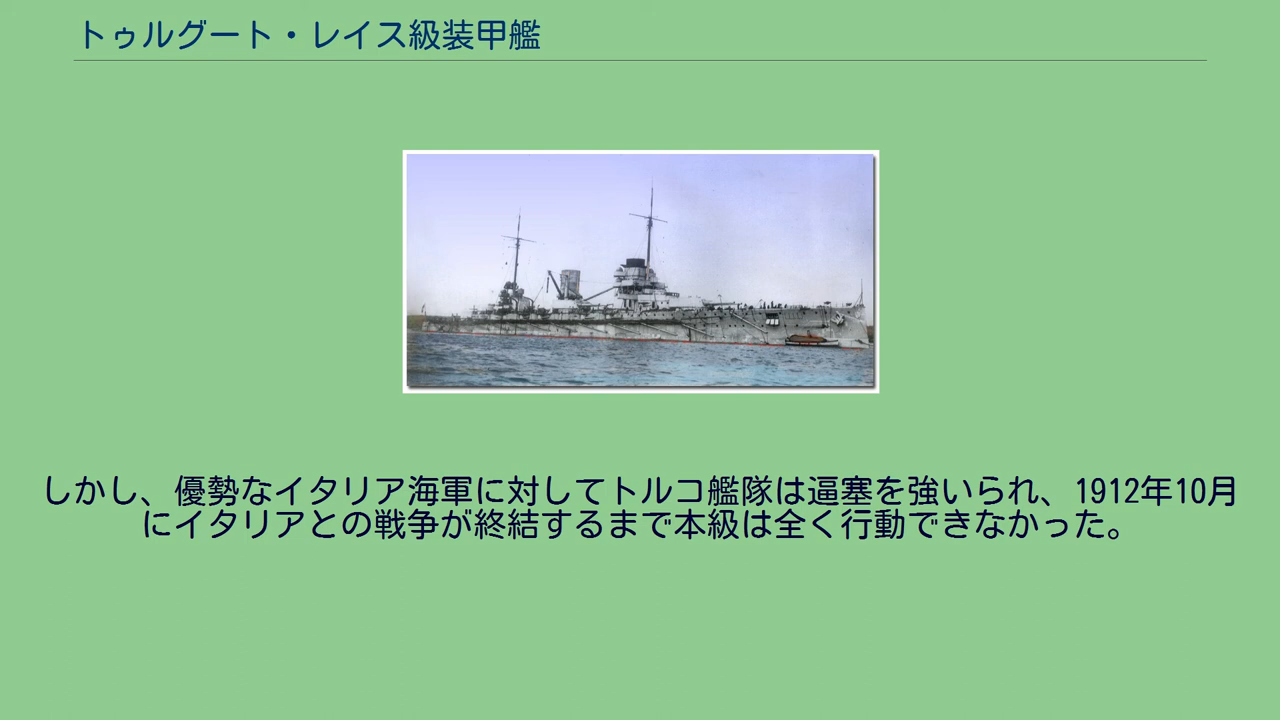 トゥルグート・レイス級装甲艦
しかし、優勢なイタリア海軍に対してトルコ艦隊は逼塞を強いられ、1912年10月
にイタリアとの戦争が終結するまで本級は全く行動できなかった。